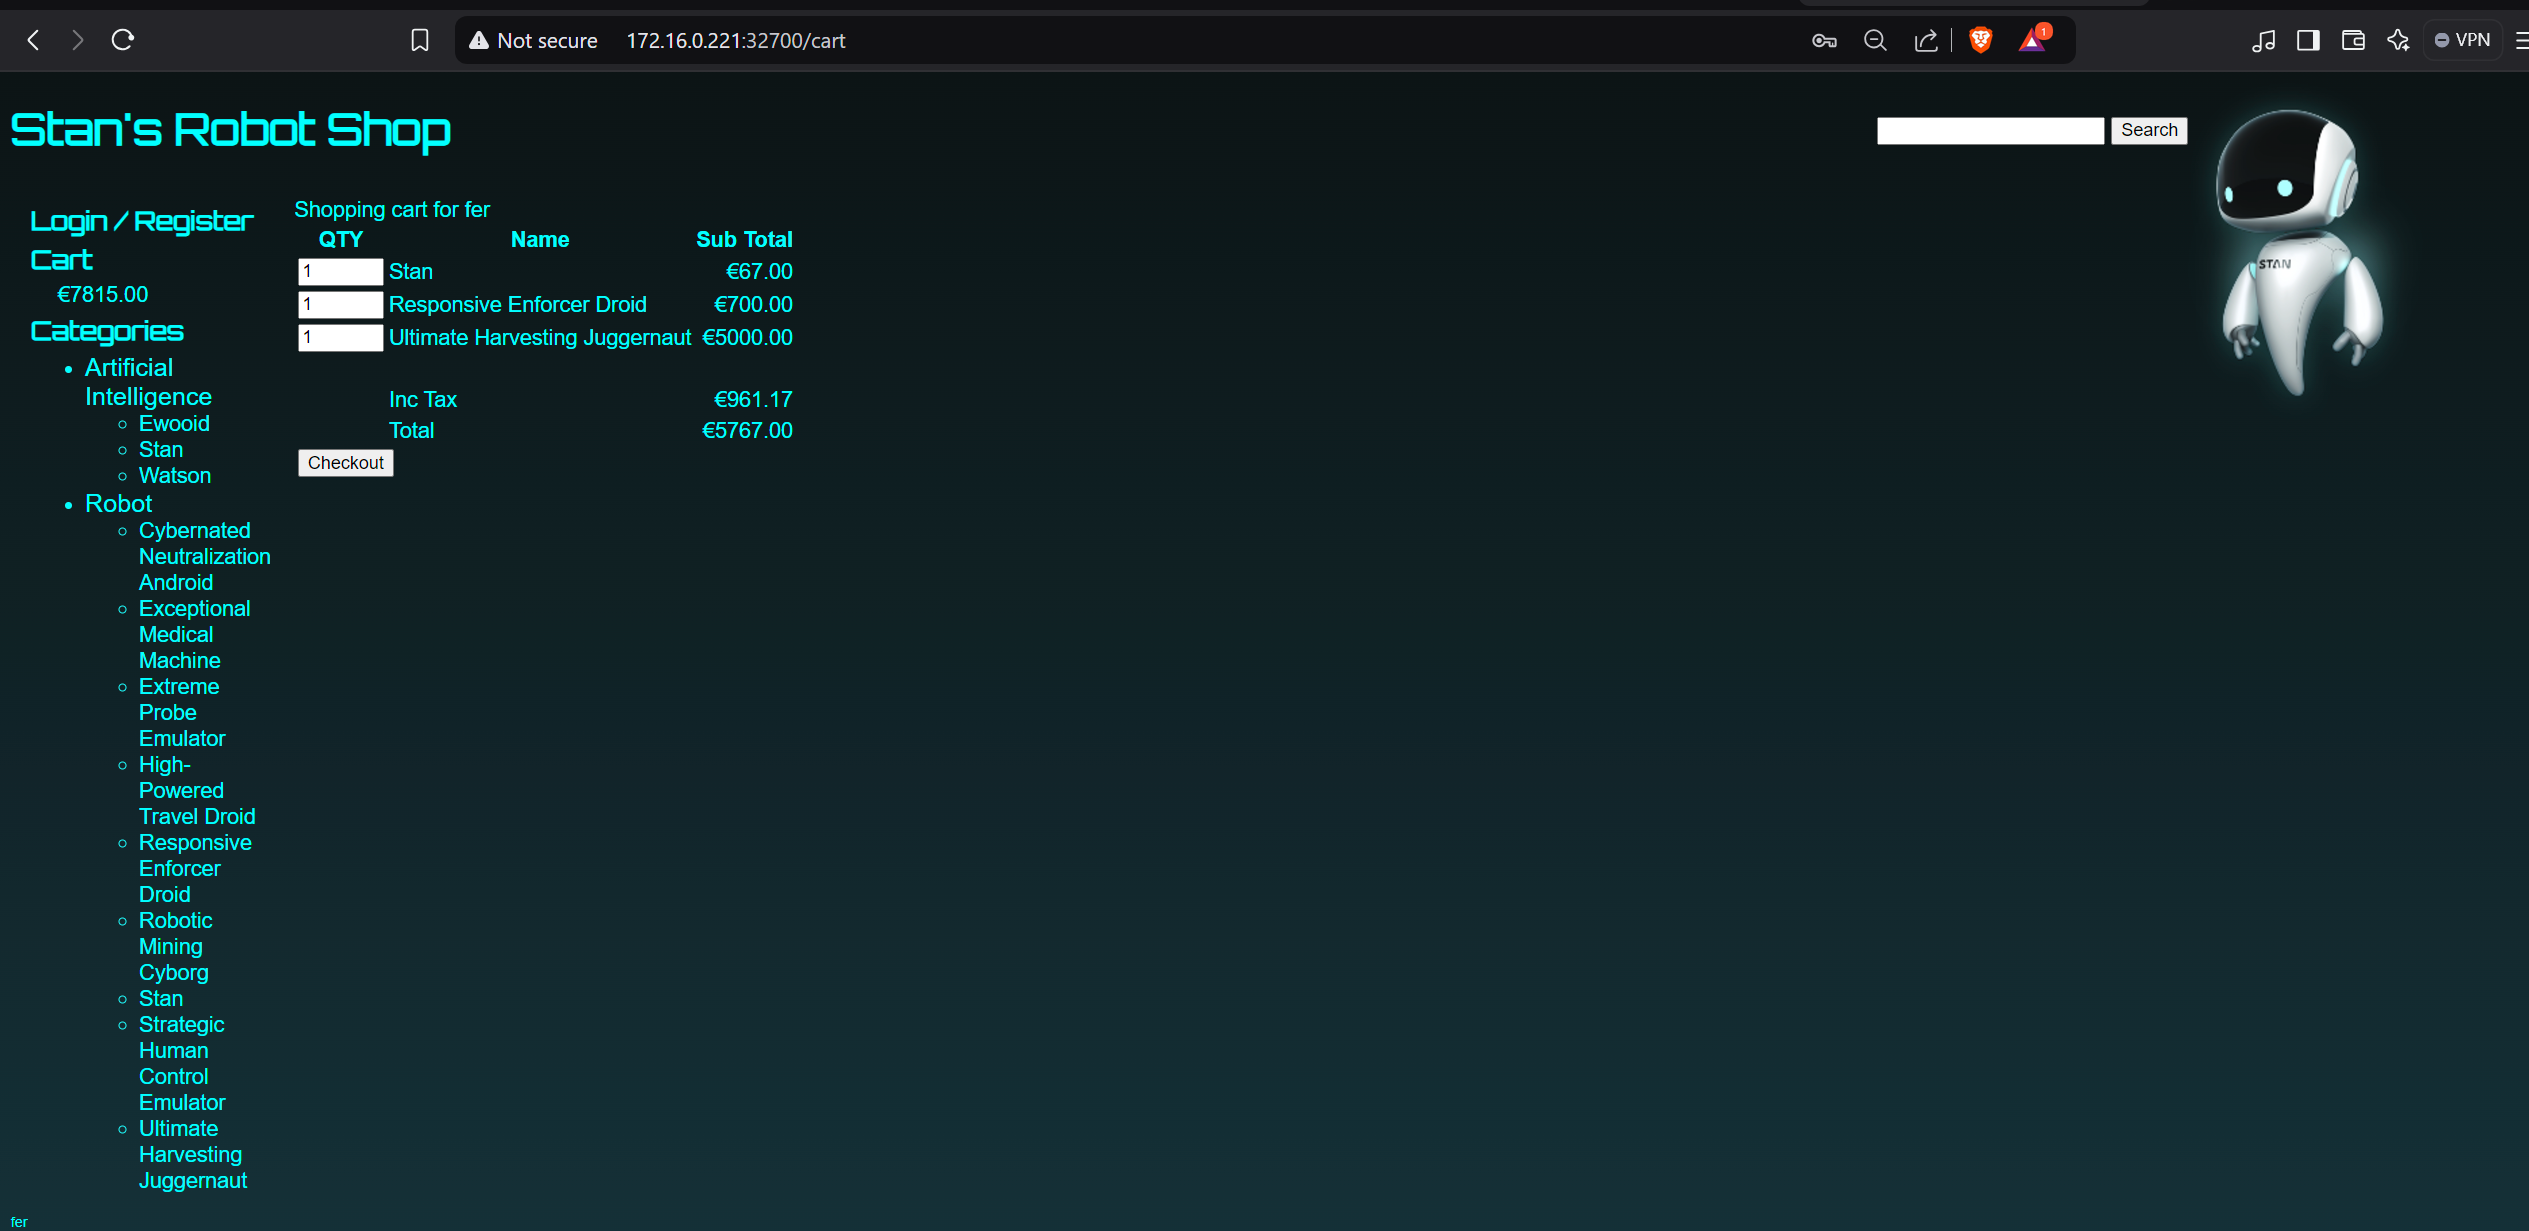 Not secure 172.16.0.221:32700/cart
1
VPN
Stan's Robot Shop
Search
STAN
Login / Register
Cart
€7815.00
Categories
Artificial
Intelligence
Ewooid
Stan
Watson
Robot
Cybernated
Neutralization
Android
Exceptional
Medical
Machine
Extreme
Probe
Emulator
High-
Powered
Travel Droid
Responsive
Enforcer
Droid
Robotic
Mining
Cyborg
Stan
Strategic
Human
Control
Emulator
Ultimate
Harvesting
Juggernaut
Shopping cart for fer
QTY Name Sub Total
1 Stan €67.00
1 Responsive Enforcer Droid €700.00
1 Ultimate Harvesting Juggernaut €5000.00
Inc Tax €961.17
Total €5767.00
Checkout
fer